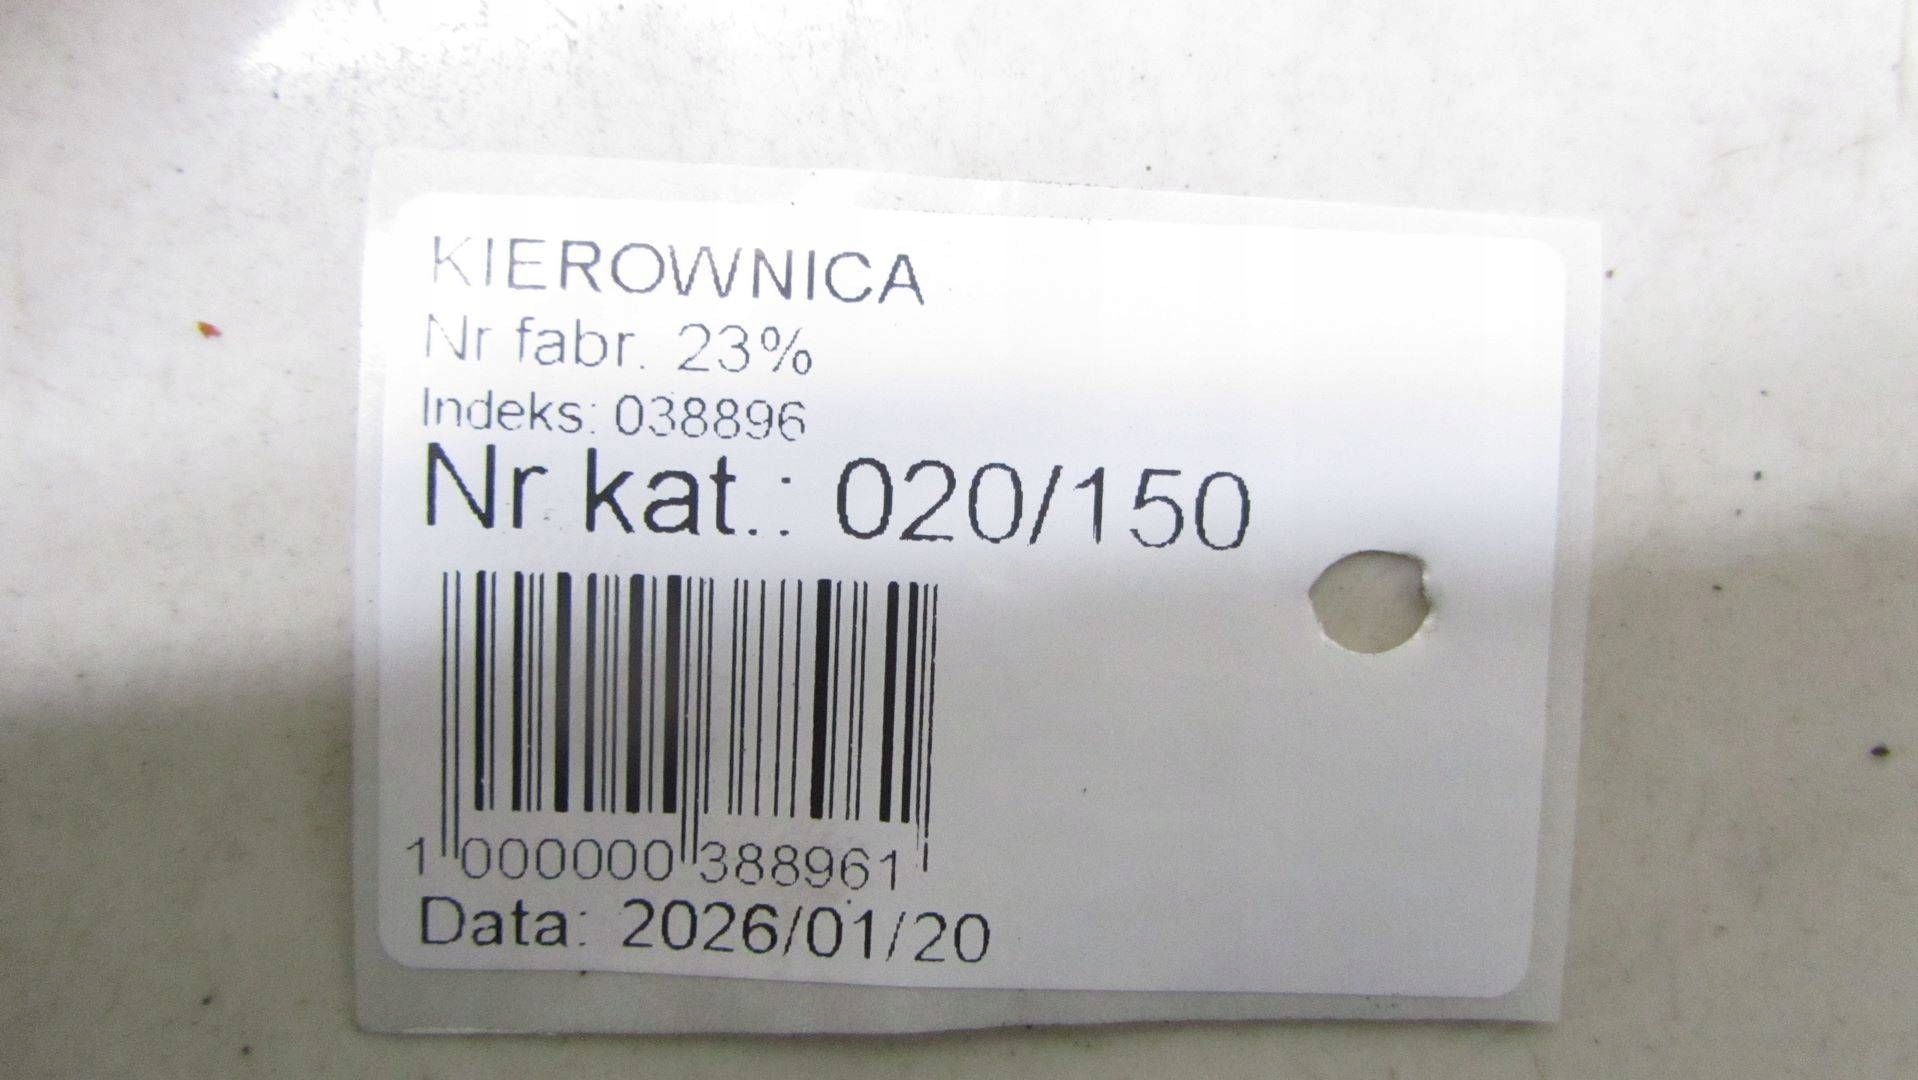 KIEROWNICA
Nr fabr. 23%
Indeks: 038896
Nr kat.: 020/150
1 000000 388961
Data: 2026/01/20